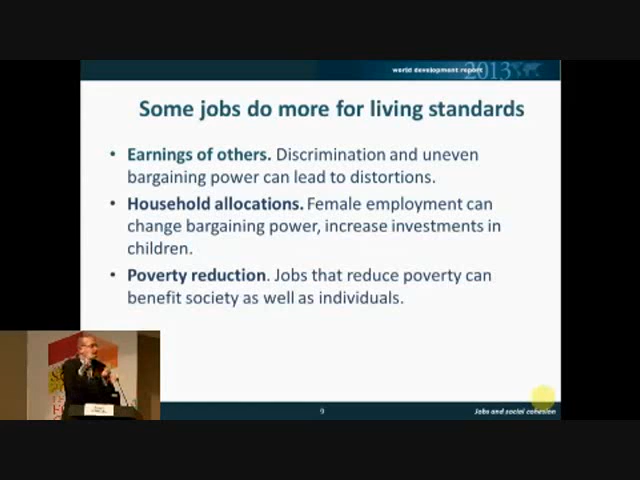 world development report 2013
Some jobs do more for living standards
• Earnings of others. Discrimination and uneven
bargaining power can lead to distortions.
• Household allocations. Female employment can
change bargaining power, increase investments in
children.
• Poverty reduction. Jobs that reduce poverty can
benefit society as well as individuals.
9
Jobs and social cohesion